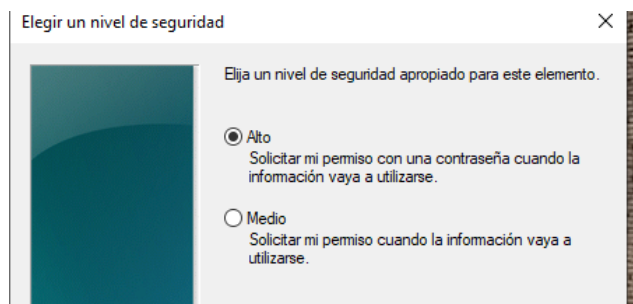 Elegir un nivel de seguridad
Elija un nivel de seguridad apropiado para este elemento.
Alto
Solicitar mi permiso con una contraseña cuando la
información vaya a utilizarse.
Medio
Solicitar mi permiso cuando la información vaya a
utilizarse.